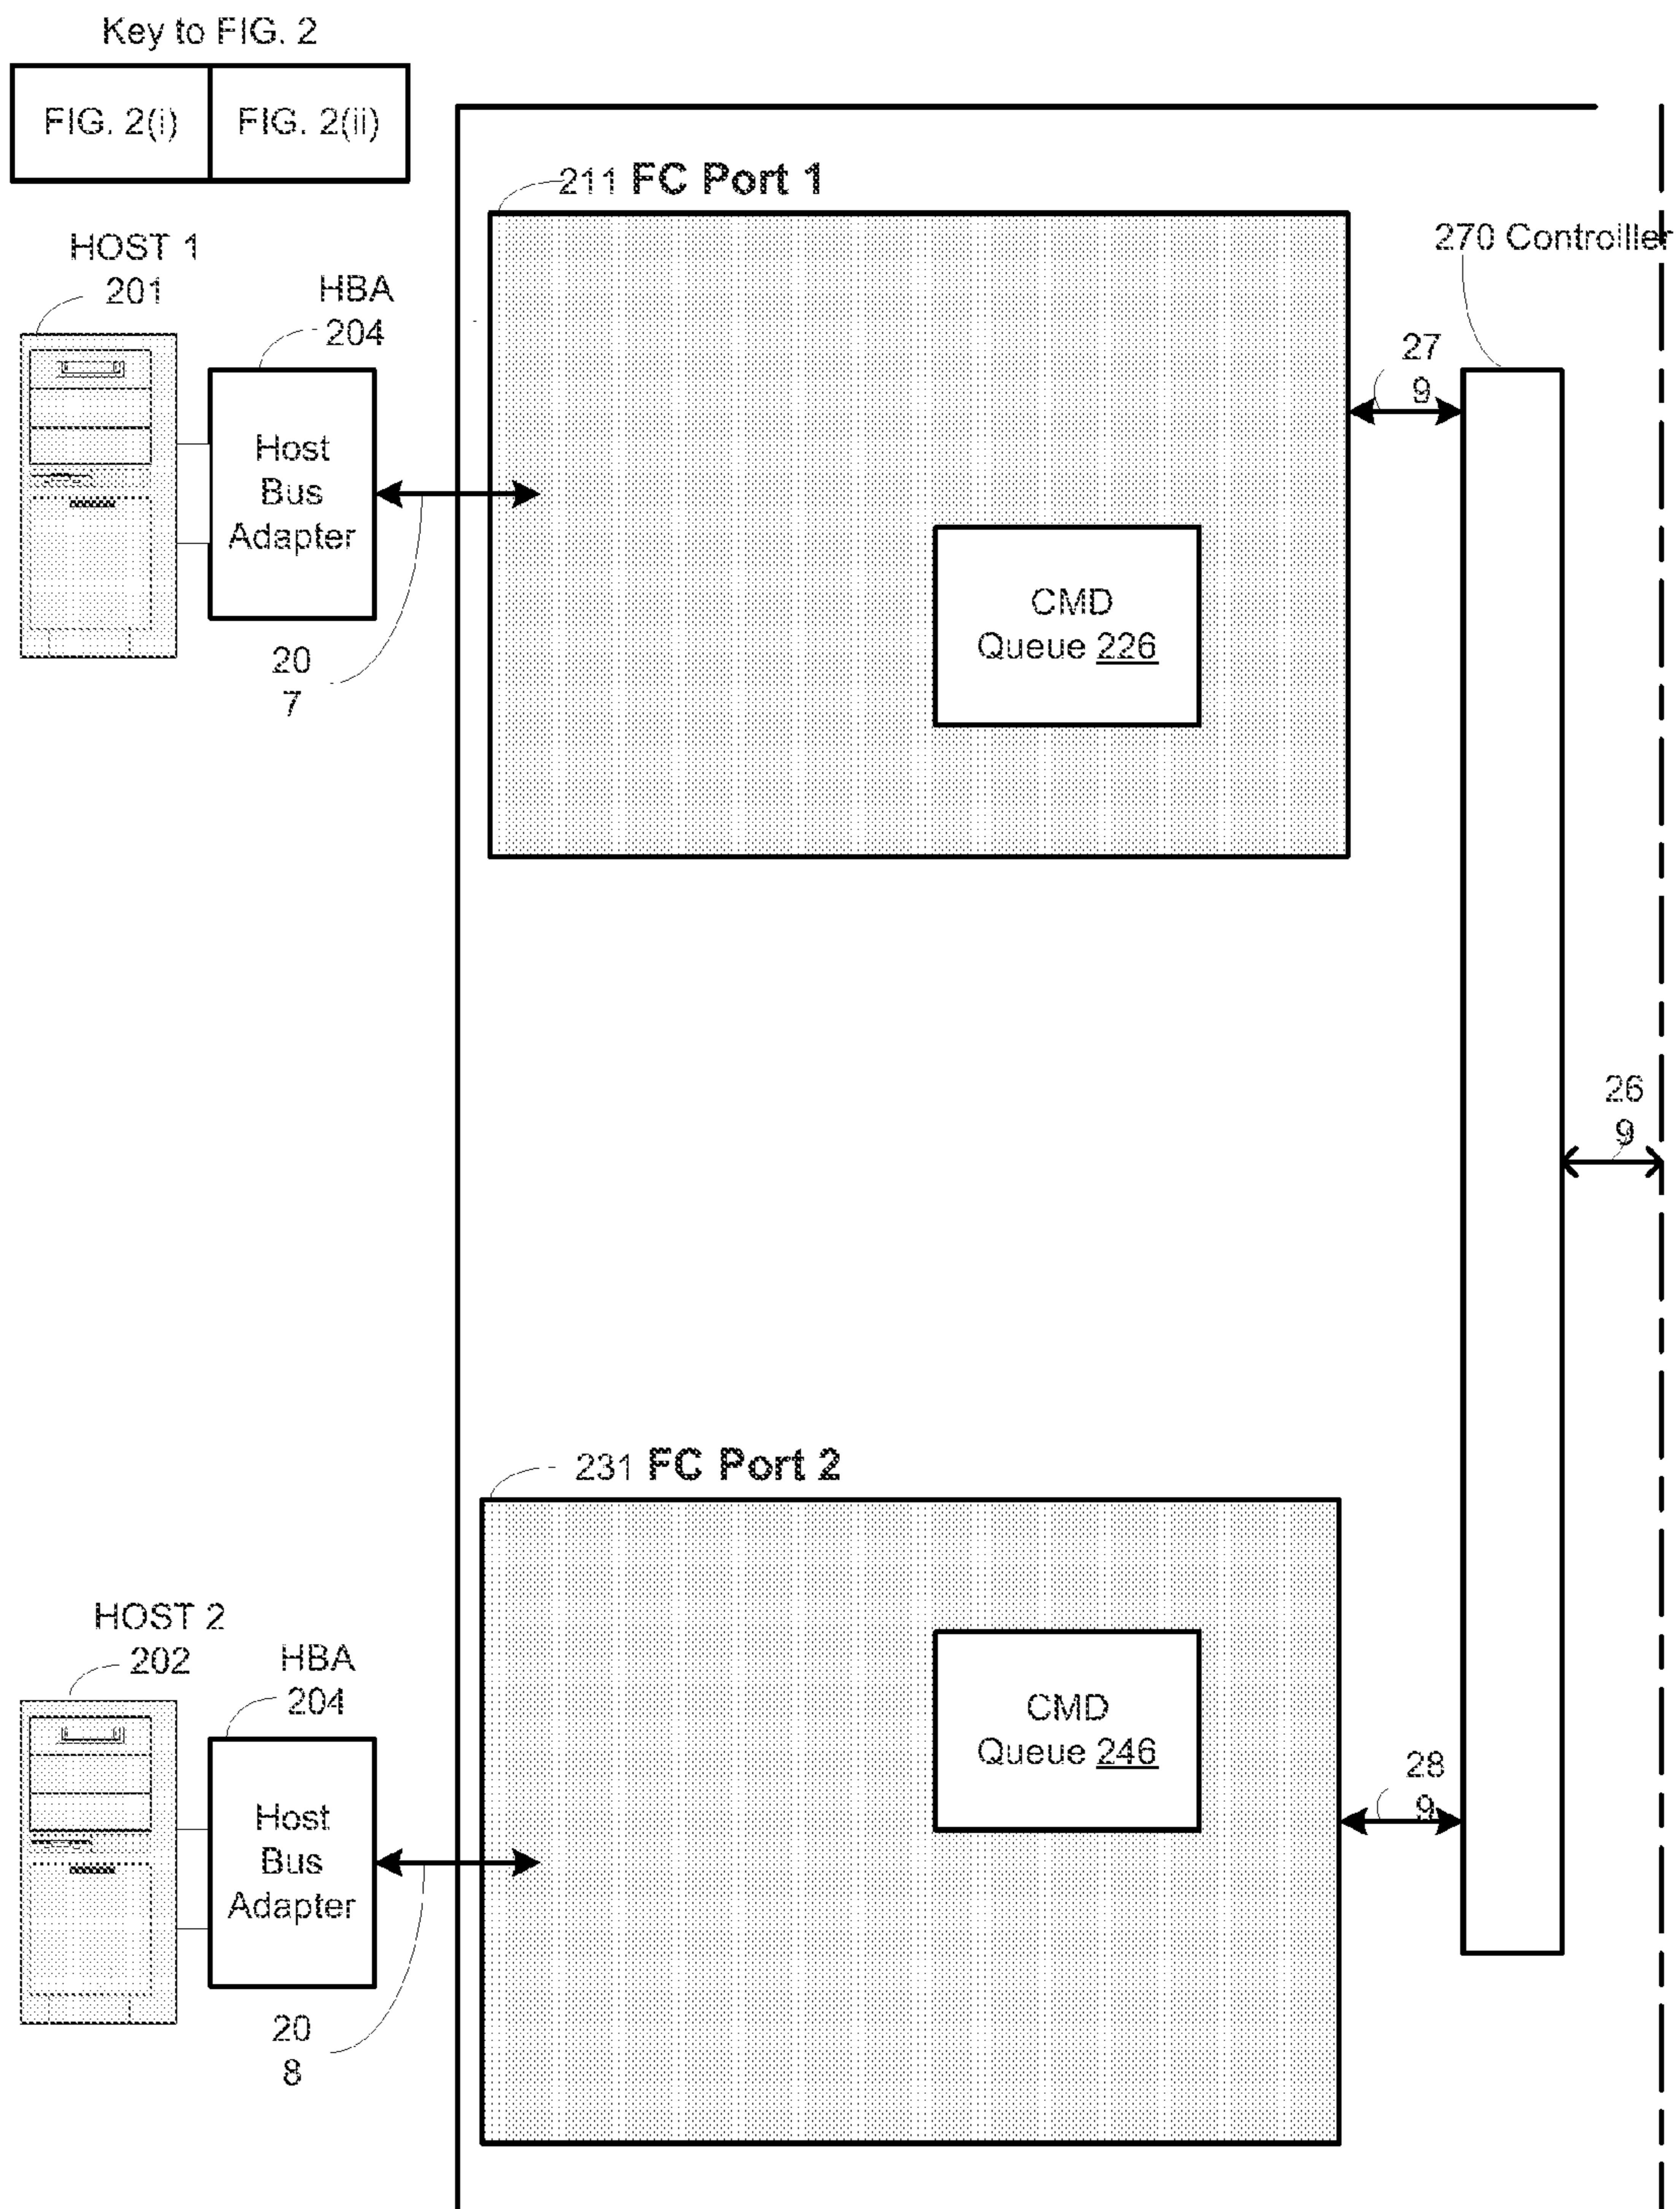 Key to FIG. 2
FIG. 2(i) FIG. 2(ii)
211 FC Port 1
270 Controiller
HOST 1
201
HBA
204
27
9
Host
Bus
Adapter
CMD
Queue 226
20
7
26
9
231 FC Port 2
HOST 2
202
HBA
204
CMD
Queue 246
28
9
Host
Bus
Adapter
20
8